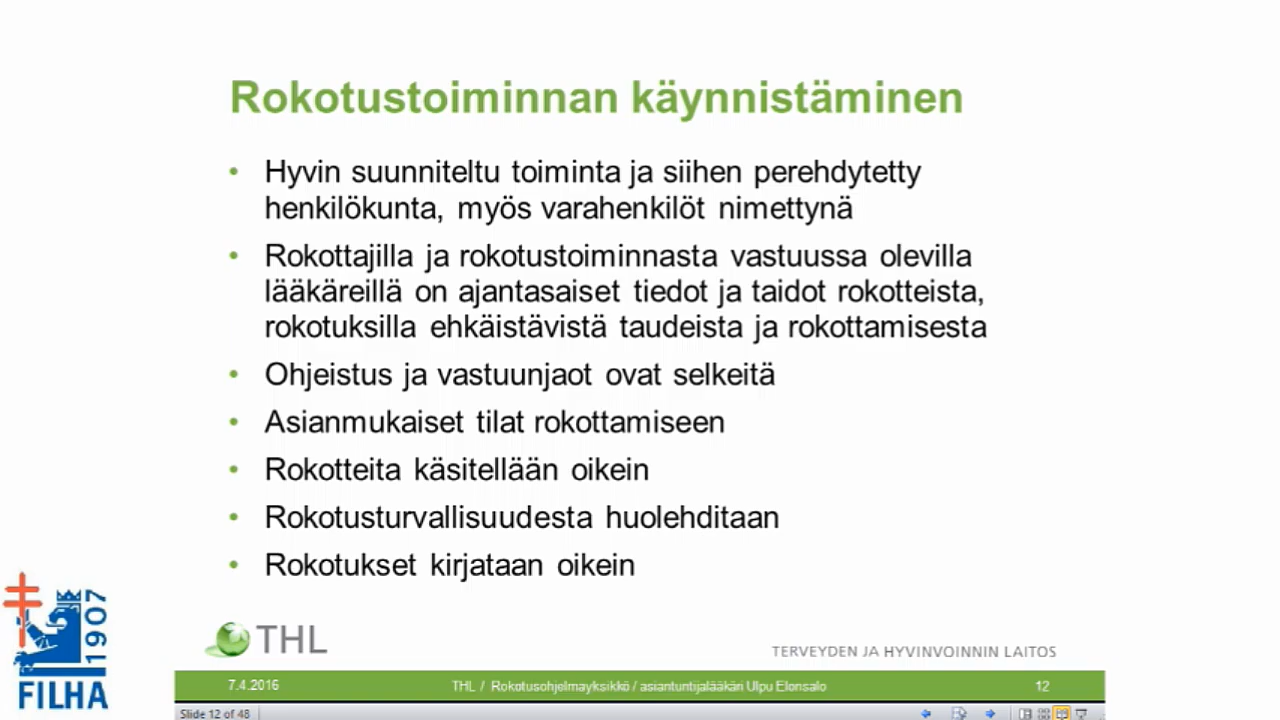 Rokotustoiminnan käynnistäminen
• Hyvin suunniteltu toiminta ja siihen perehdytetty
henkilökunta, myös varahenkilöt nimettynä
• Rokottajilla ja rokotustoiminnasta vastuussa olevilla
lääkäreillä on ajantasaiset tiedot ja taidot rokotteista,
rokotuksilla ehkäistävistä taudeista ja rokottamisesta
• Ohjeistus ja vastuunjaot ovat selkeitä
• Asianmukaiset tilat rokottamiseen
• Rokotteita käsitellään oikein
• Rokotusturvallisuudesta huolehditaan
• Rokotukset kirjataan oikein
1907
FILHA
THL
TERVEYDEN JA HYVINVOINNIN LAITOS
7.4.2016
THL / Rokotusohjelmayksikkö / asiantuntijalääkäri Ulpu Elonsalo
12
Slide 12 of 48